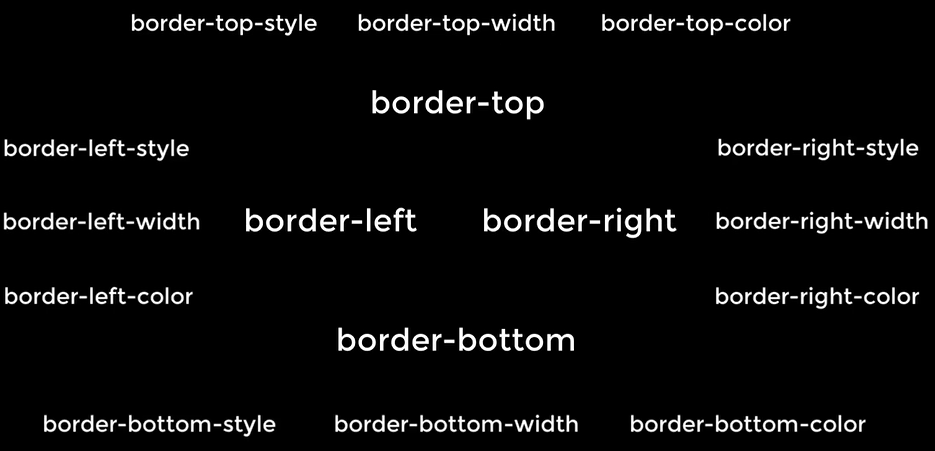 border-top-style border-top-width border-top-color
border-top
border-left-style border-right-style
border-left-width border-left border-right border-right-width
border-left-color border-right-color
border-bottom
border-bottom-style border-bottom-width border-bottom-color